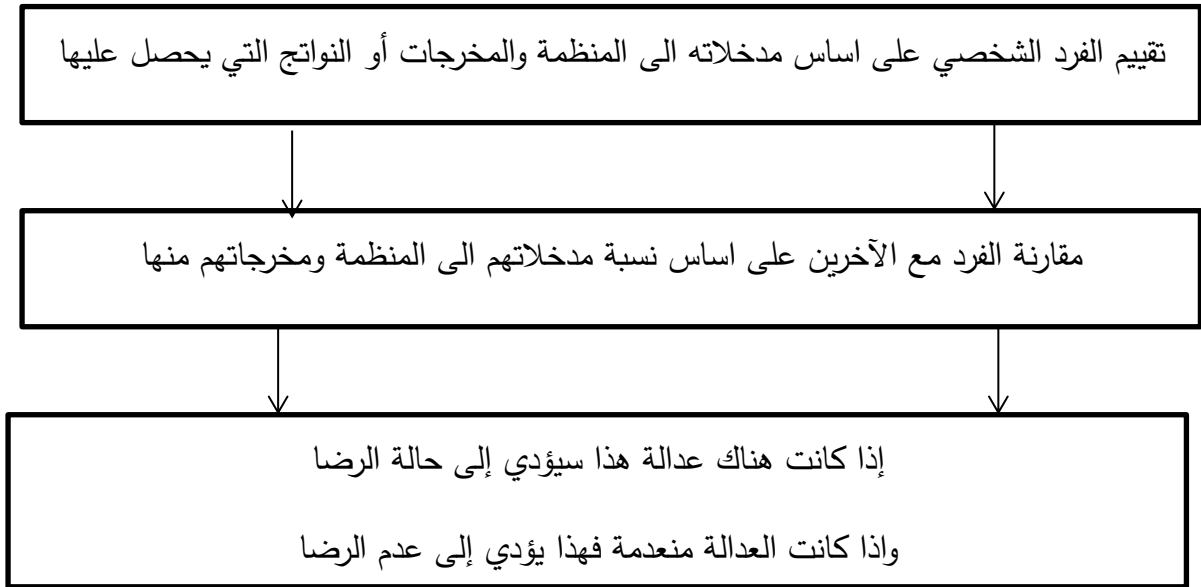 تقييم الفرد الشخصي على اساس مدخلاته الى المنظمة والمخرجات أو النواتج التي يحصل عليها
مقارنة الفرد مع الآخرين على اساس نسبة مدخلاتهم الى المنظمة ومخرجاتهم منها
إذا كانت هناك عدالة هذا سيؤدي إلى حالة الرضا
واذا كانت العدالة منعدمة فهذا يؤدي إلى عدم الرضا